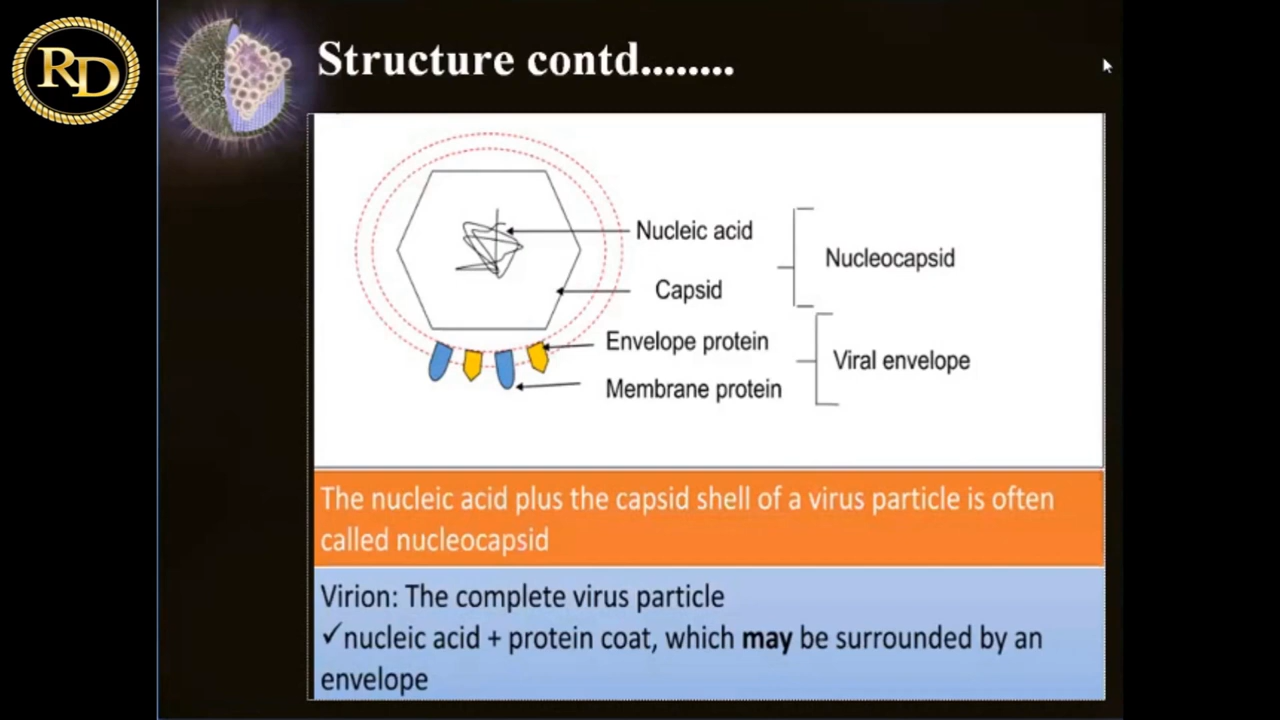 RD
Structure contd........
Nucleic acid
Nucleocapsid
Capsid
Envelope protein
Viral envelope
Membrane protein
The nucleic acid plus the capsid shell of a virus particle is often
called nucleocapsid
Virion: The complete virus particle
✓nucleic acid + protein coat, which may be surrounded by an
envelope